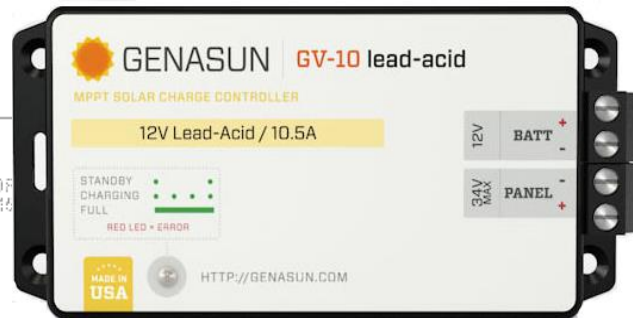 GENASUN GV-10 lead-acid
MPPT SOLAR CHARGE CONTROLLER
12V Lead-Acid / 10.5A
12V BATT + -
STANDBY
CHARGING
FULL
RED LED = ERROR
34V MAX PANEL - +
MADE IN USA
HTTP://GENASUN.COM